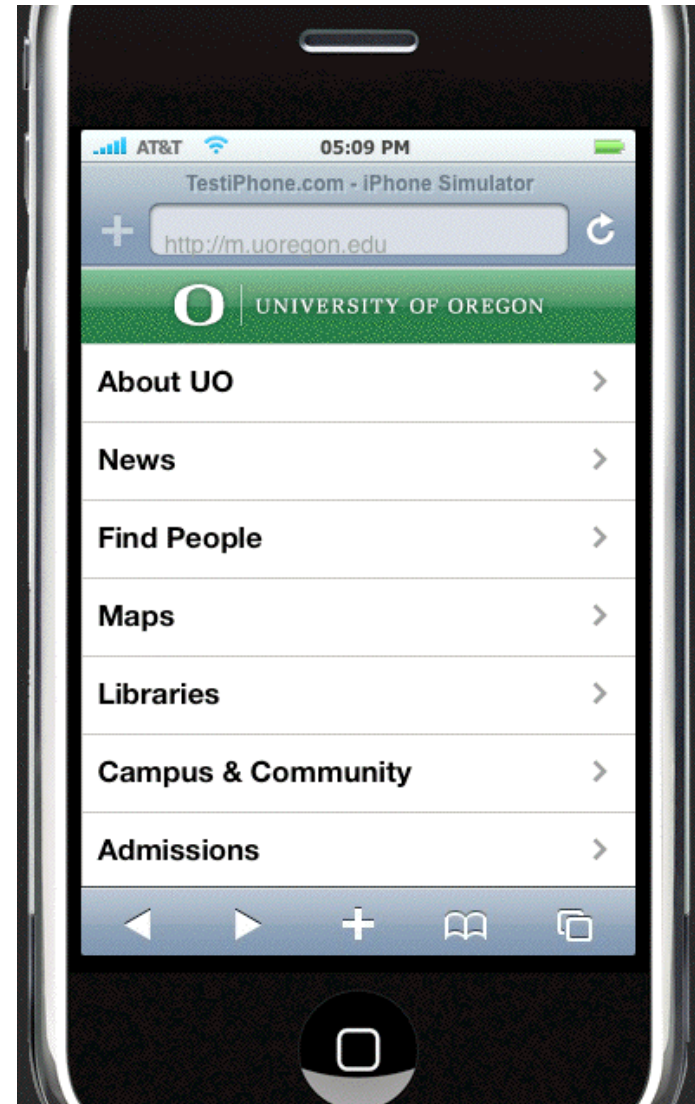 AT&T 05:09 PM
TestiPhone.com - iPhone Simulator
http://m.uoregon.edu
O UNIVERSITY OF OREGON
About UO
News
Find People
Maps
Libraries
Campus & Community
Admissions